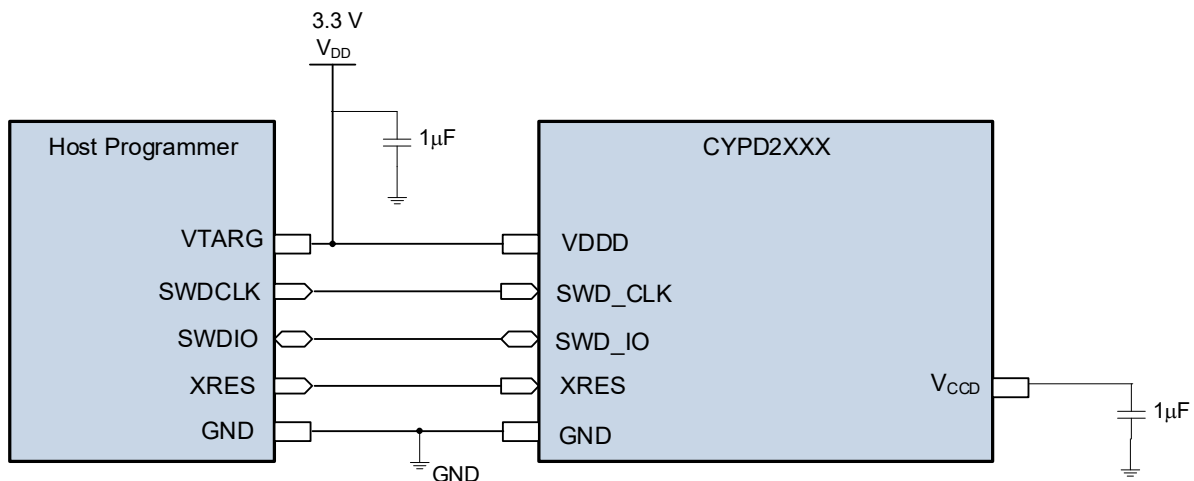 3.3 V
VDD
1μF
Host Programmer
CYPD2XXX
VTARG
VDDD
SWDCLK
SWD_CLK
SWDIO
SWD_IO
XRES
XRES
VCCD
1μF
GND
GND
GND